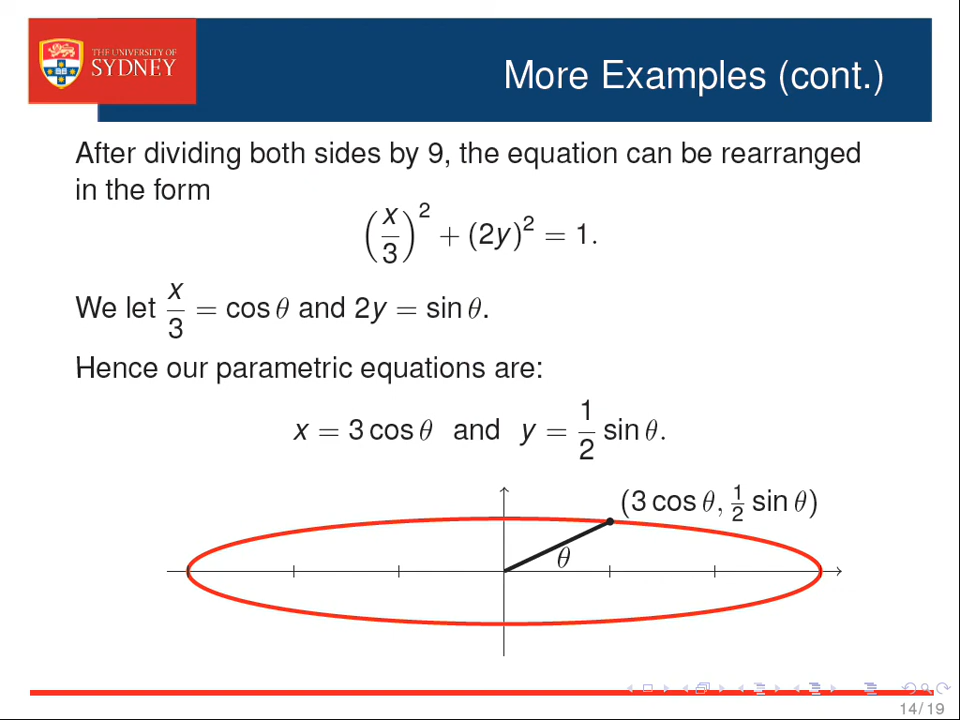 THE UNIVERSITY OF
SYDNEY
More Examples (cont.)
After dividing both sides by 9, the equation can be rearranged
in the form
(x/3)² + (2y)² = 1.
We let x/3 = cos θ and 2y = sin θ.
Hence our parametric equations are:
x = 3 cos θ and y = 1/2 sin θ.
(3 cos θ, 1/2 sin θ)
θ
14/19